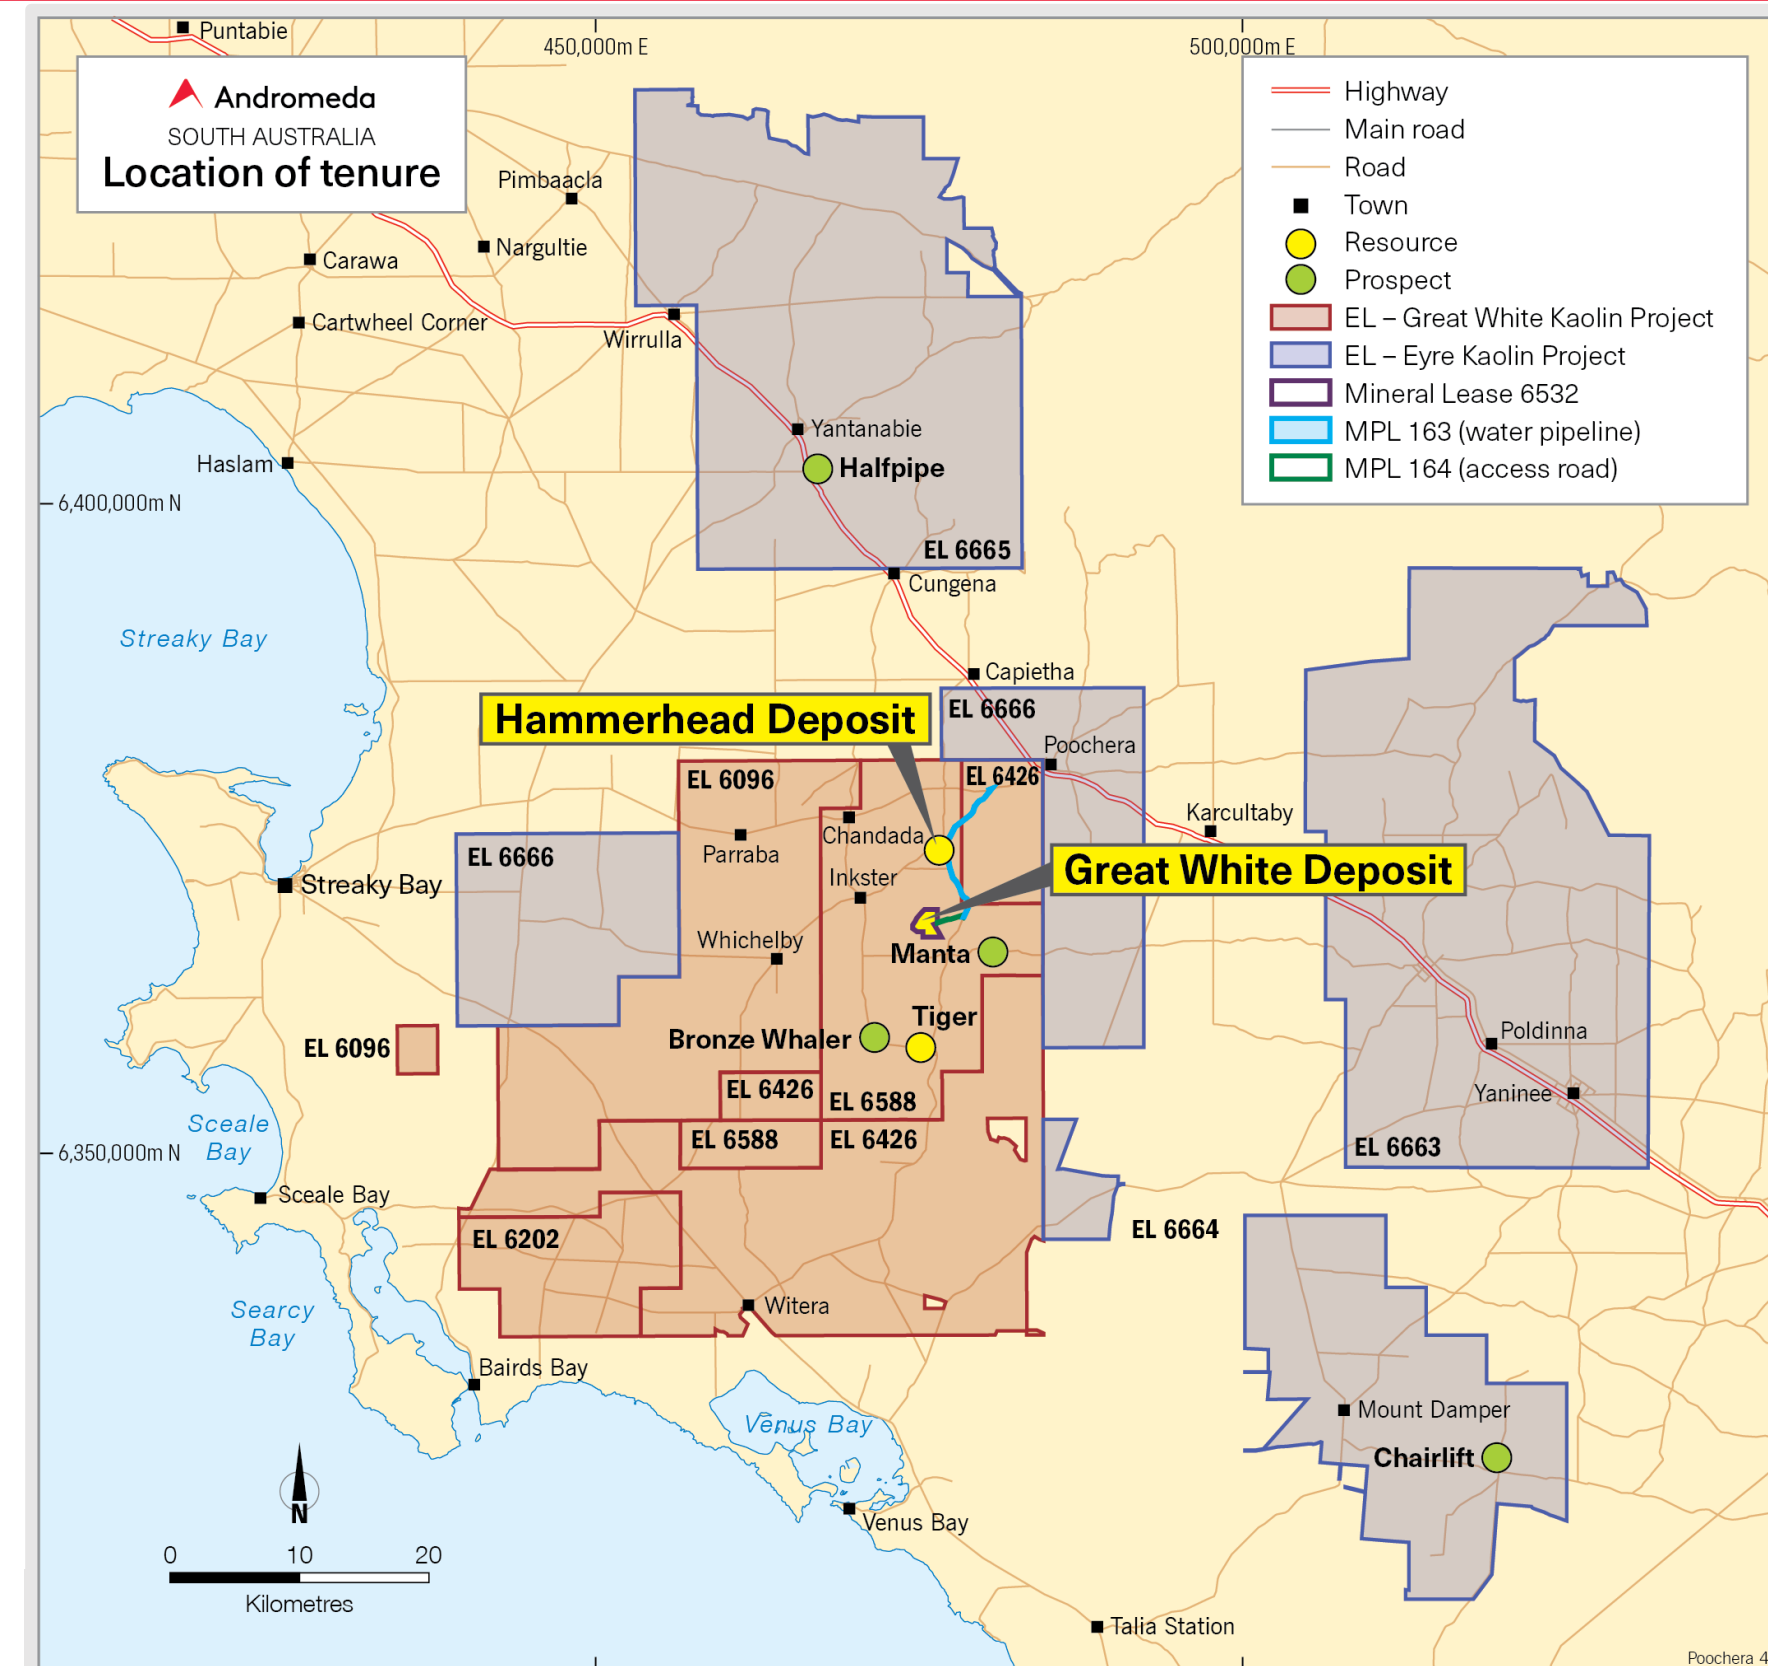 Puntabie
450,000m E
500,000m E
Andromeda
SOUTH AUSTRALIA
Location of tenure
Highway
Main road
Road
Town
Resource
Prospect
EL – Great White Kaolin Project
EL – Eyre Kaolin Project
Mineral Lease 6532
MPL 163 (water pipeline)
MPL 164 (access road)
Pimbaacla
Nargultie
Carawa
Cartwheel Corner
Wirrulla
Yantanabie
Haslam
Halfpipe
6,400,000m N
EL 6665
Cungena
Streaky Bay
Capietha
EL 6666
Hammerhead Deposit
Poochera
EL 6096
EL 6426
Karcultaby
Chandada
Parraba
EL 6666
Great White Deposit
Inkster
Streaky Bay
Whichelby
Manta
Tiger
Bronze Whaler
EL 6096
Poldinna
EL 6426
EL 6588
Yaninee
Sceale
Bay
EL 6588
EL 6426
EL 6663
6,350,000m N
Sceale Bay
EL 6664
EL 6202
Searcy
Bay
Witera
Bairds Bay
Mount Damper
Venus Bay
Chairlift
N
Venus Bay
0 10 20
Kilometres
Talia Station
Poochera 4